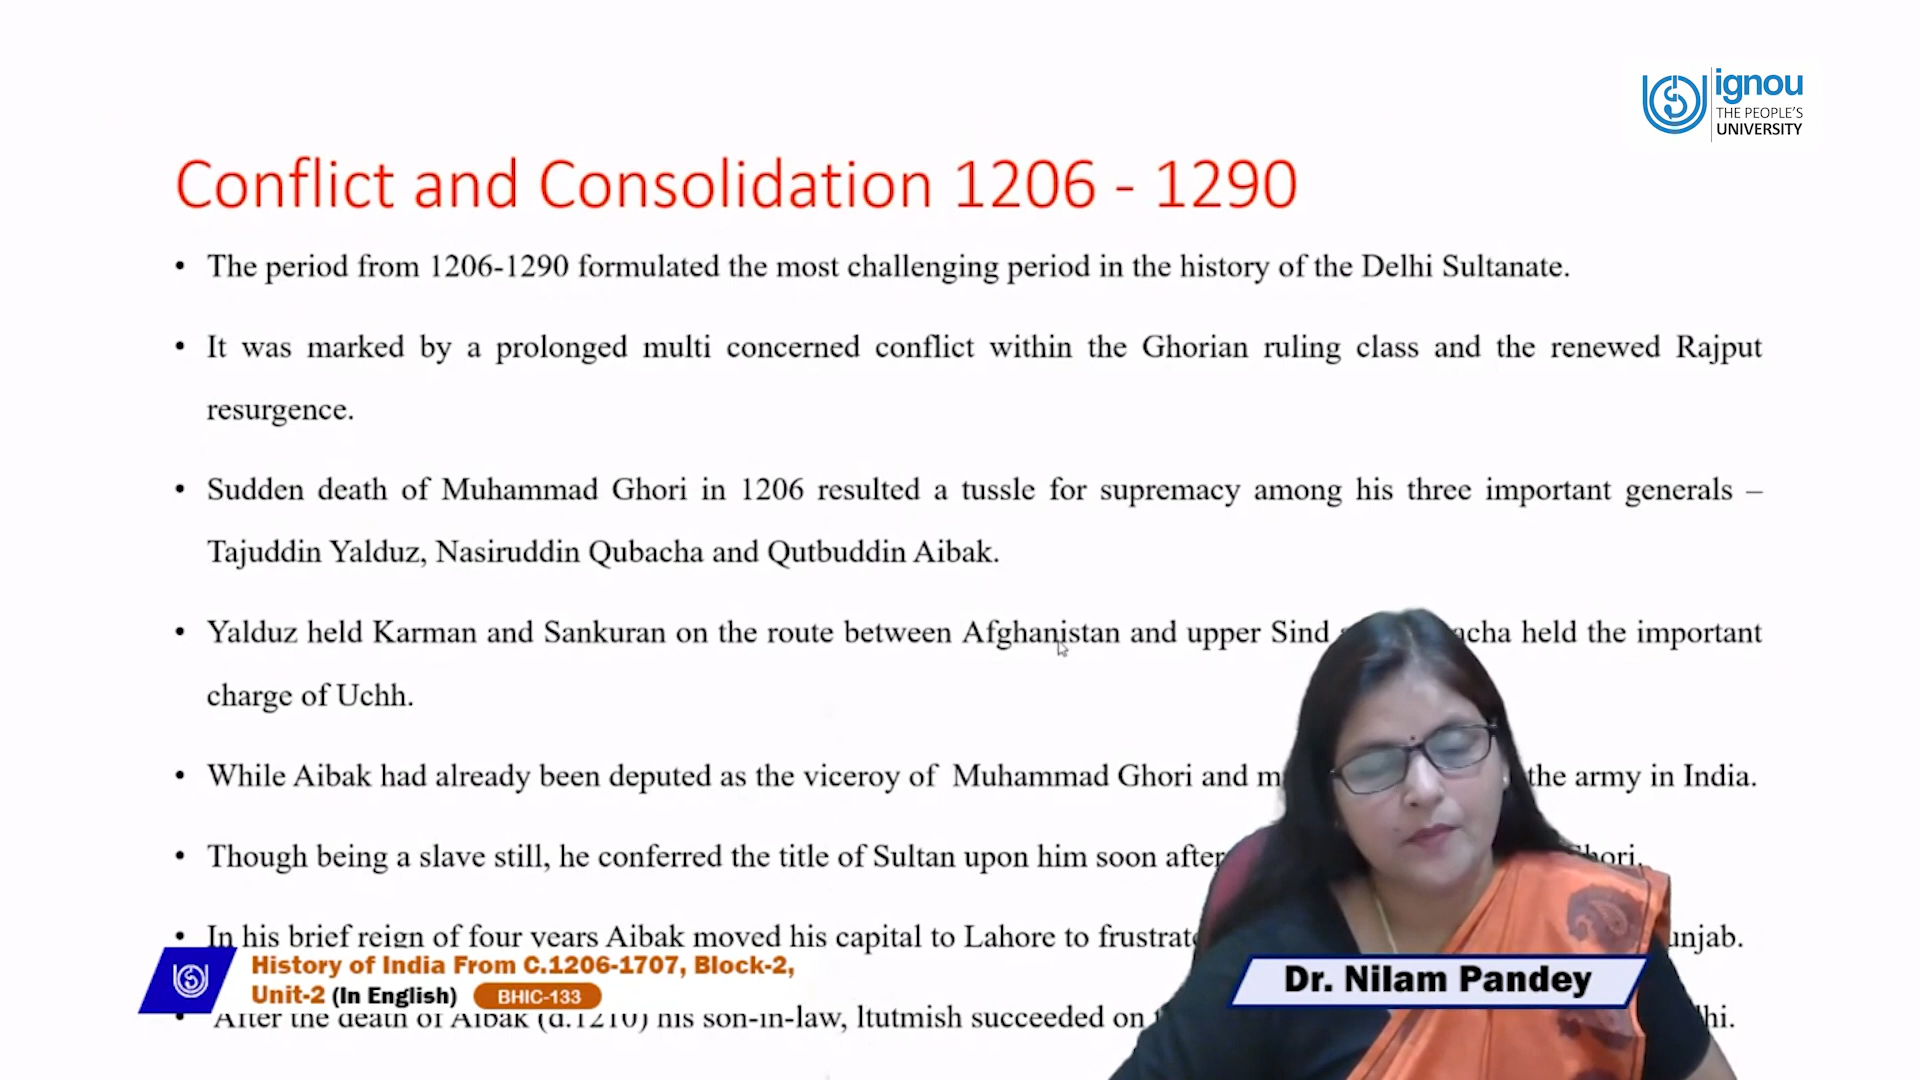 ignou
THE PEOPLE'S
UNIVERSITY
Conflict and Consolidation 1206 - 1290
• The period from 1206-1290 formulated the most challenging period in the history of the Delhi Sultanate.
• It was marked by a prolonged multi concerned conflict within the Ghorian ruling class and the renewed Rajput
resurgence.
• Sudden death of Muhammad Ghori in 1206 resulted a tussle for supremacy among his three important generals –
Tajuddin Yalduz, Nasiruddin Qubacha and Qutbuddin Aibak.
• Yalduz held Karman and Sankuran on the route between Afghanistan and upper Sind held the important
charge of Uchh.
• While Aibak had already been deputed as the viceroy of Muhammad Ghori and the army in India.
• Though being a slave still, he conferred the title of Sultan upon him soon after
• In his brief reign of four years Aibak moved his capital to Lahore to
• After the death of Aibak (d.1210) his son-in-law, ltutmish succeeded on
History of India From C.1206-1707, Block-2,
Unit-2 (In English) BHIC-133
Dr. Nilam Pandey